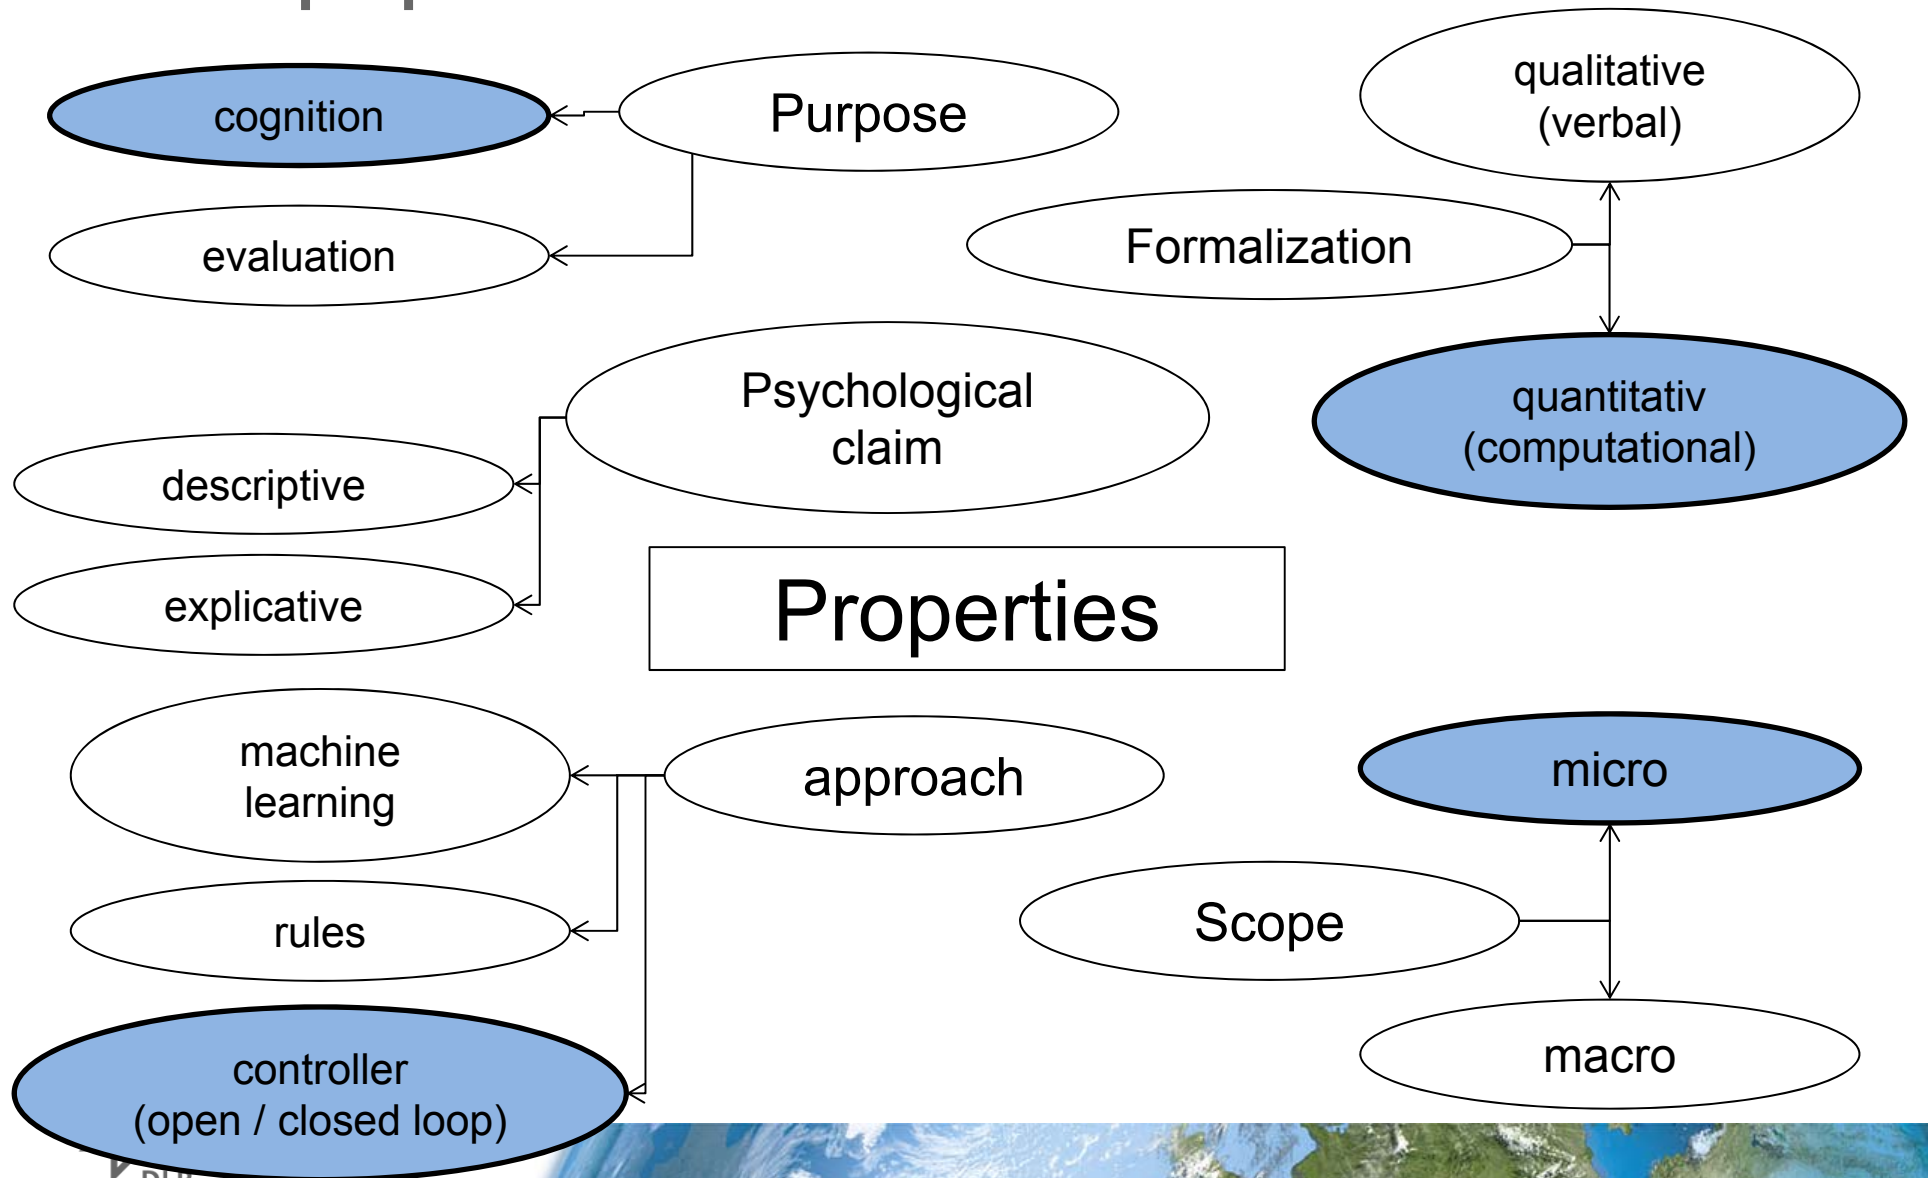 cognition
Purpose
evaluation
qualitative
(verbal)
Formalization
quantitativ
(computational)
Psychological
claim
descriptive
explicative
Properties
machine
learning
approach
rules
controller
(open / closed loop)
micro
Scope
macro